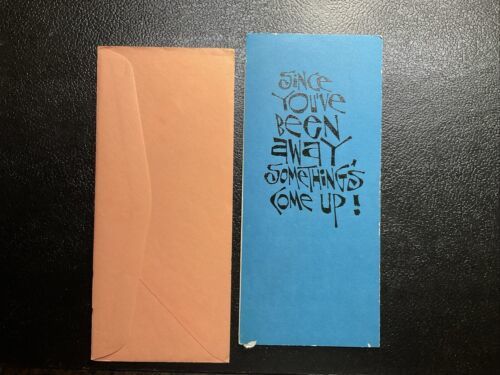 SINCE
YOU'VE
BEEN
AWAY,
SOMETHING'S
COME UP!